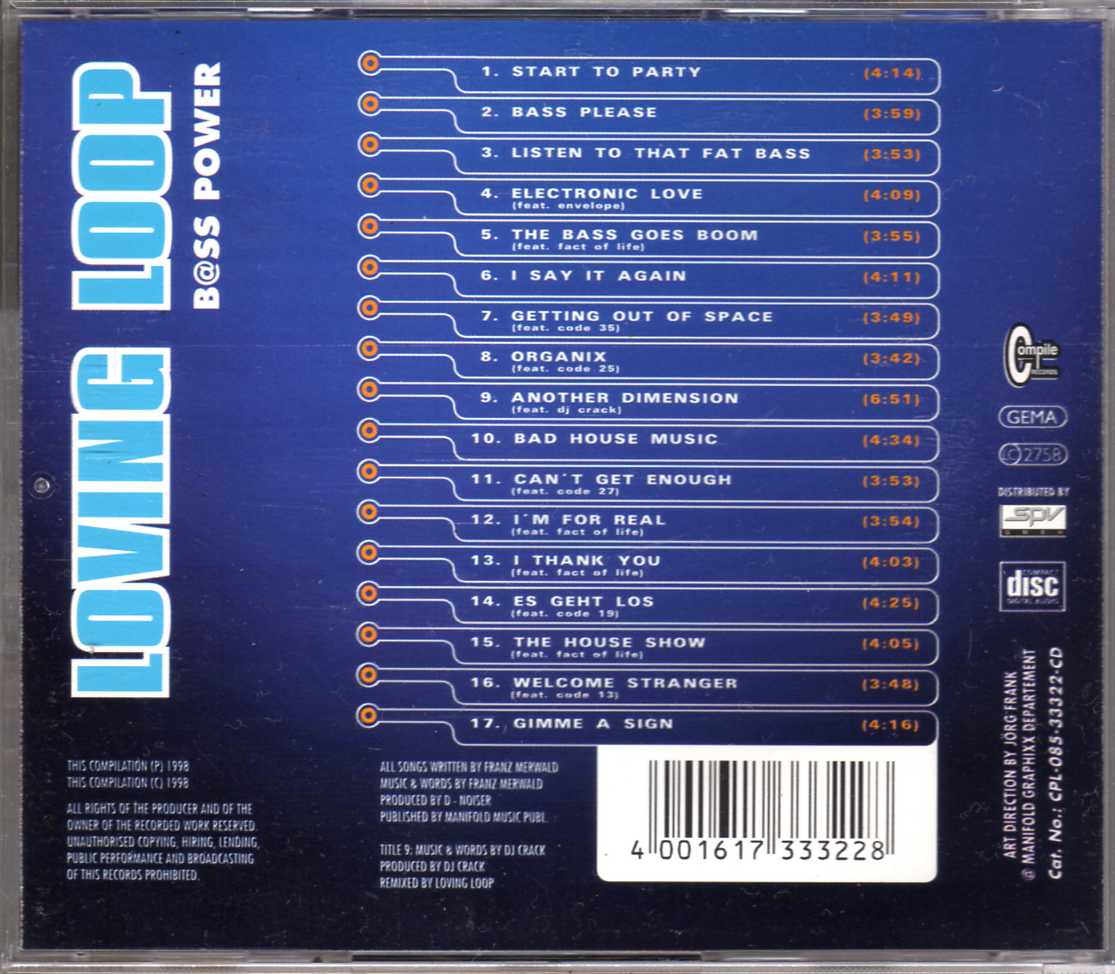 LOVING LOOP
B@SS POWER
1. START TO PARTY (4:14)
2. BASS PLEASE (3:59)
3. LISTEN TO THAT FAT BASS (3:53)
4. ELECTRONIC LOVE (4:09)
(feat. envelope)
5. THE BASS GOES BOOM (3:55)
(feat. fact of life)
6. I SAY IT AGAIN (4:11)
7. GETTING OUT OF SPACE (3:49)
(feat. code 35)
8. ORGANIX (3:42)
(feat. code 25)
9. ANOTHER DIMENSION (6:51)
(feat. dj crack)
10. BAD HOUSE MUSIC (4:34)
11. CAN´T GET ENOUGH (3:53)
(feat. code 27)
12. I´M FOR REAL (3:54)
(feat. fact of life)
13. I THANK YOU (4:03)
(feat. fact of life)
14. ES GEHT LOS (4:25)
(feat. code 19)
15. THE HOUSE SHOW (4:05)
(feat. fact of life)
16. WELCOME STRANGER (3:48)
(feat. code 13)
17. GIMME A SIGN (4:16)
THIS COMPILATION (P) 1998
THIS COMPILATION (C) 1998
ALL RIGHTS OF THE PRODUCER AND OF THE
OWNER OF THE RECORDED WORK RESERVED.
UNAUTHORISED COPYING, HIRING, LENDING,
PUBLIC PERFORMANCE AND BROADCASTING
OF THIS RECORDS PROHIBITED.
ALL SONGS WRITTEN BY FRANZ MERWALD
MUSIC & WORDS BY FRANZ MERWALD
PRODUCED BY D - NOISER
PUBLISHED BY MANIFOLD MUSIC PUBL.
TITLE 9: MUSIC & WORDS BY DJ CRACK
PRODUCED BY DJ CRACK
REMIXED BY LOVING LOOP
4 001617 333228
Compile
RECORDS
GEMA
LC 2758
DISTRIBUTED BY
SPV
GMBH
COMPACT
disc
DIGITAL AUDIO
ART DIRECTION BY JÖRG FRANK
@ MANIFOLD GRAPHIXX DEPARTEMENT
Cat. No.: CPL-085-33322-CD